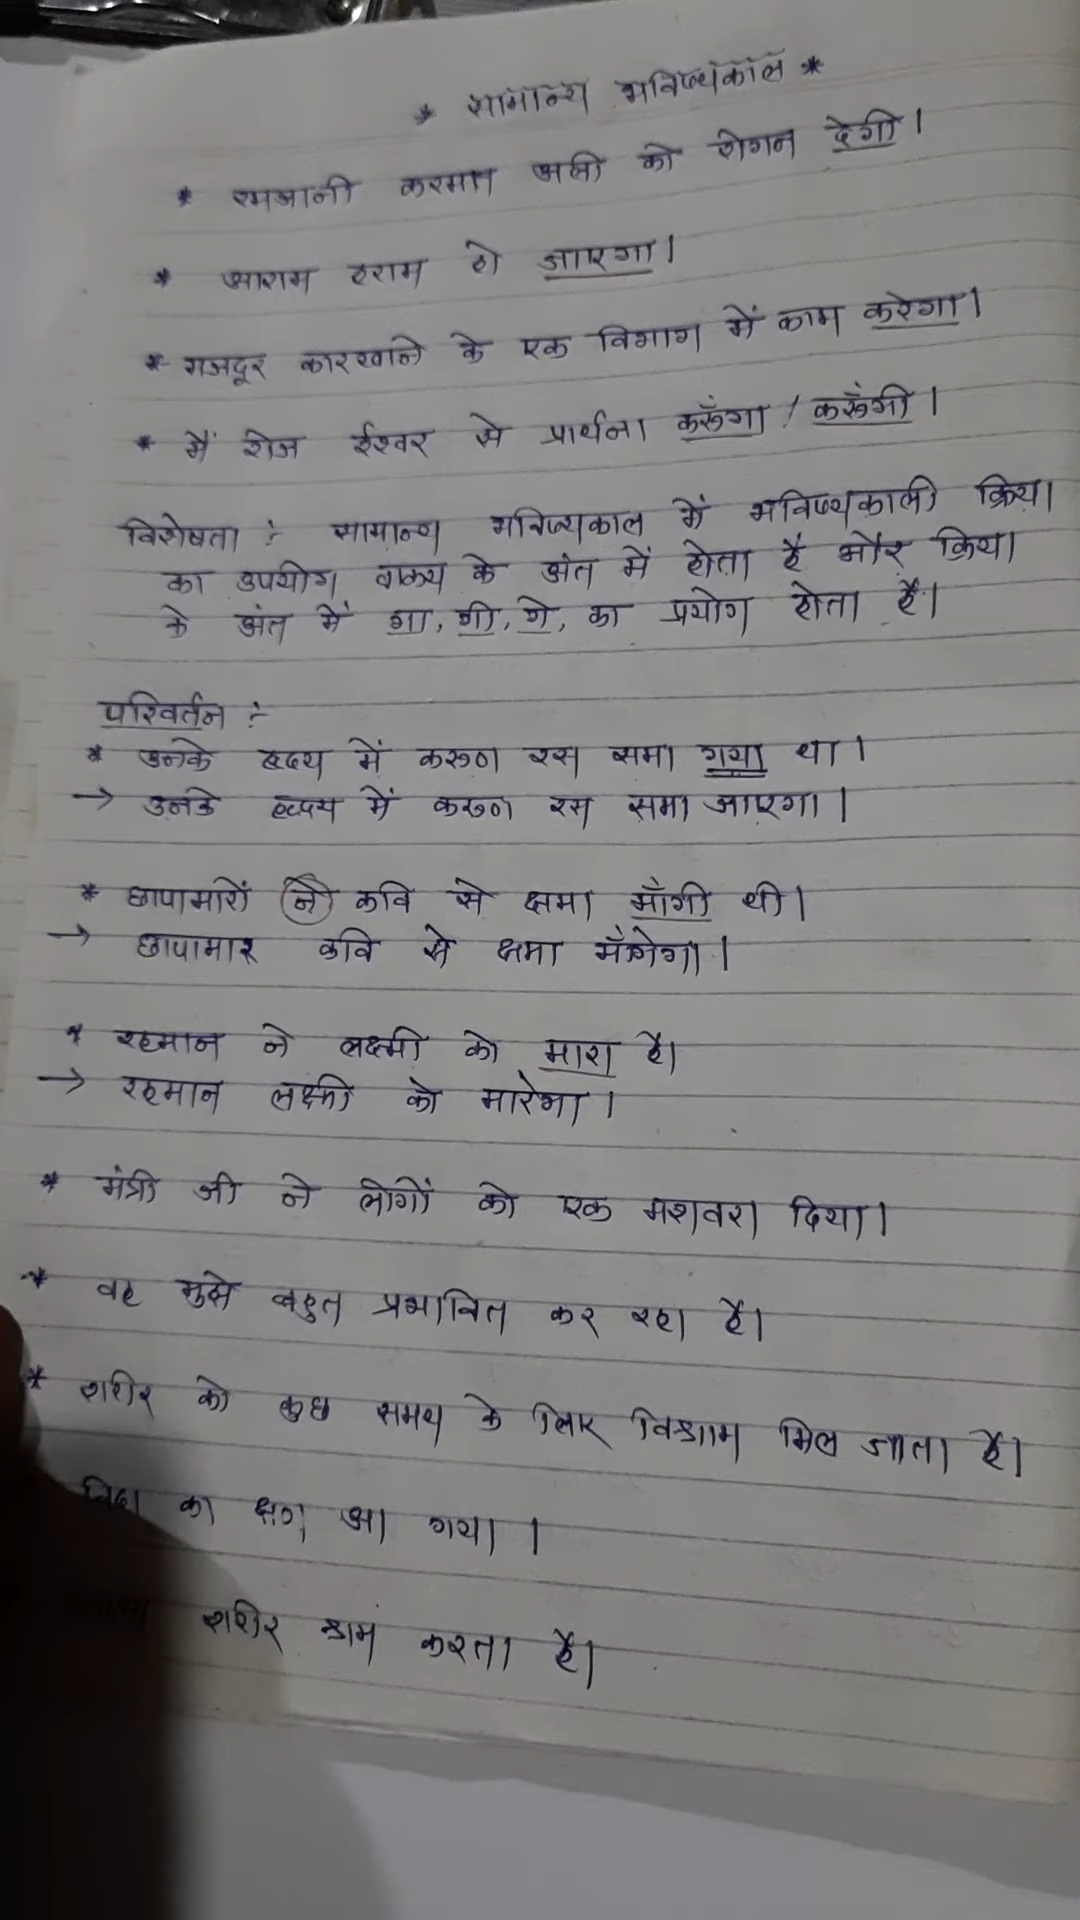 * सामान्य भविष्यकाल *
* रमजानी करमात अली को रोगन देगी।
* आराम हराम हो जाएगा।
* मजदूर कारखाने के एक विभाग में काम करेगा।
* मैं रोज ईश्वर से प्रार्थना करूँगा / करूँगी।
विशेषता :- सामान्य भविष्यकाल में भविष्यकाली क्रिया
का उपयोग वाक्य के अंत में होता है और क्रिया
के अंत में गा, गी, गे, का प्रयोग होता है।
परिवर्तन :-
* उनके हृदय में करुण रस समा गया था।
→ उनके हृदय में करुण रस समा जाएगा।
* छापामारों ने कवि से क्षमा माँगी थी।
→ छापामार कवि से क्षमा माँगेगा।
* रहमान ने लक्ष्मी को मारा है।
→ रहमान लक्ष्मी को मारेगा।
* मंत्री जी ने लोगों को एक मशवरा दिया।
* वह मुझे बहुत प्रभावित कर रहा है।
* शरीर को कुछ समय के लिए विश्राम मिल जाता है।
का क्षण आ गया।
शरीर श्रम करता है।